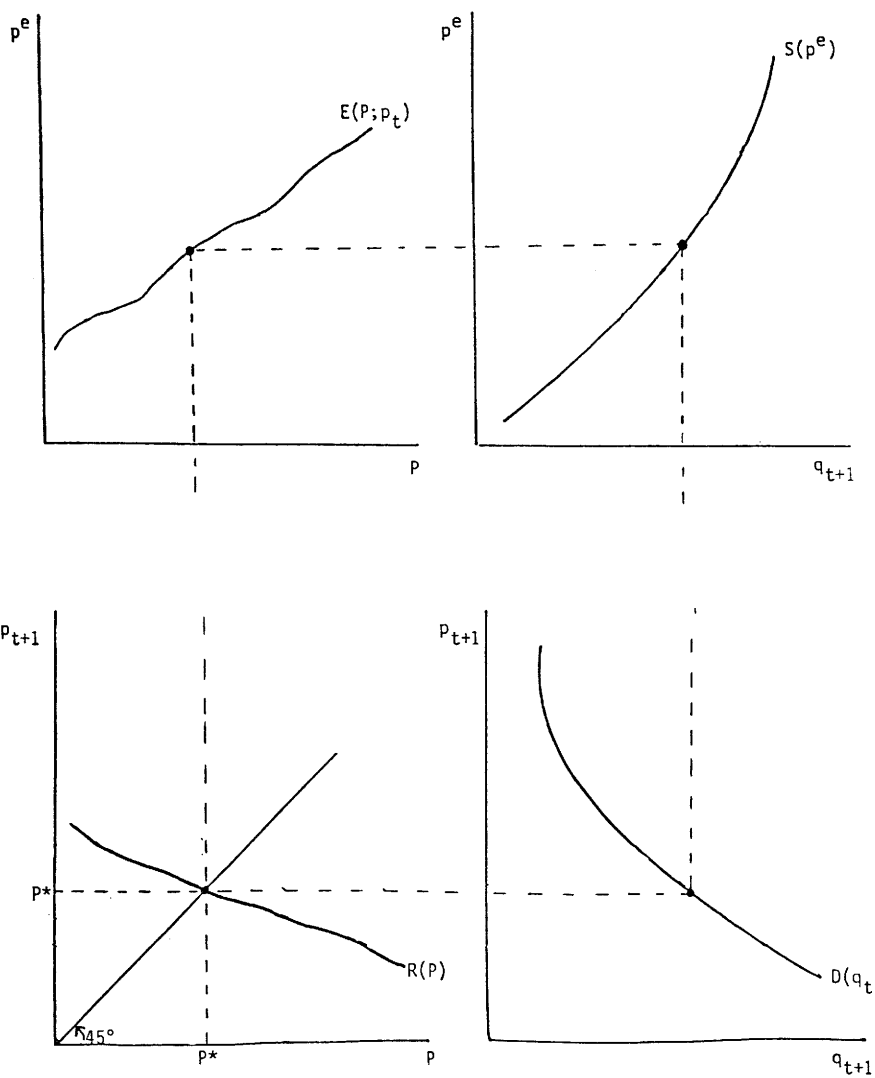 p^e
E(P;p_t)
P
p^e
S(p^e)
q_{t+1}
p_{t+1}
P*
R(P)
45°
P*
P
p_{t+1}
D(q_t
q_{t+1}